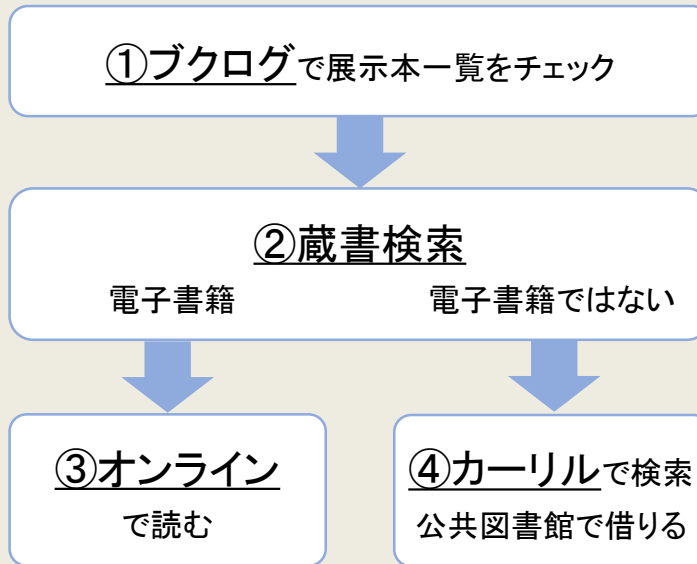 ①ブクログで展示本一覧をチェック
②蔵書検索
電子書籍
電子書籍ではない
③オンライン
で読む
④カーリルで検索
公共図書館で借りる